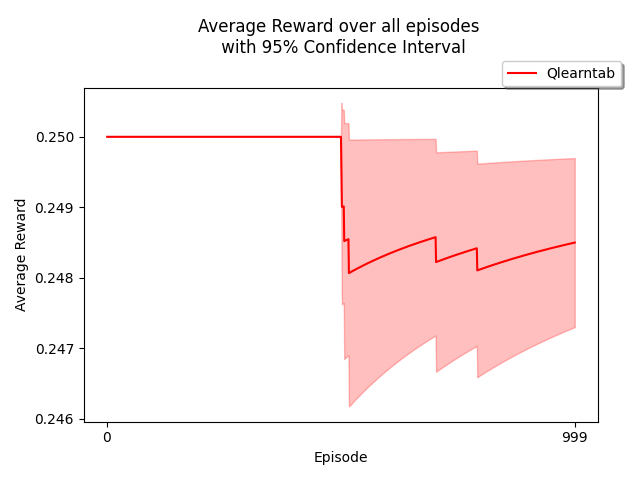 Average Reward over all episodes
with 95% Confidence Interval
Qlearntab
0.250
0.249
0.248
0.247
0.246
Average Reward
0
999
Episode